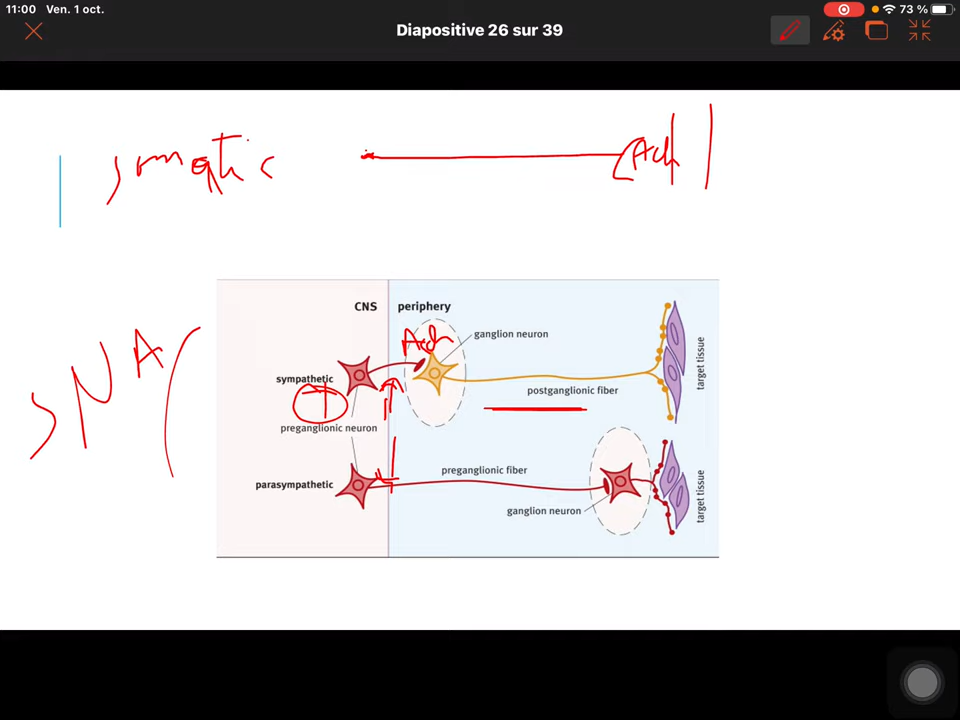 11:00 Ven. 1 oct.
73 %
Diapositive 26 sur 39
somatic
Ach
CNS periphery
Ach
ganglion neuron
sympathetic
postganglionic fiber
target tissue
preganglionic neuron
SNA
preganglionic fiber
parasympathetic
ganglion neuron
target tissue